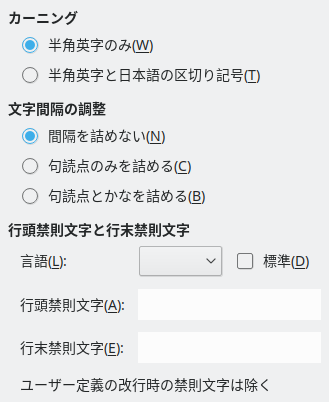 カーニング
半角英字のみ(W)
半角英字と日本語の区切り記号(T)
文字間隔の調整
間隔を詰めない(N)
句読点のみを詰める(C)
句読点とかなを詰める(B)
行頭禁則文字と行末禁則文字
言語(L): 標準(D)
行頭禁則文字(A):
行末禁則文字(E):
ユーザー定義の改行時の禁則文字は除く